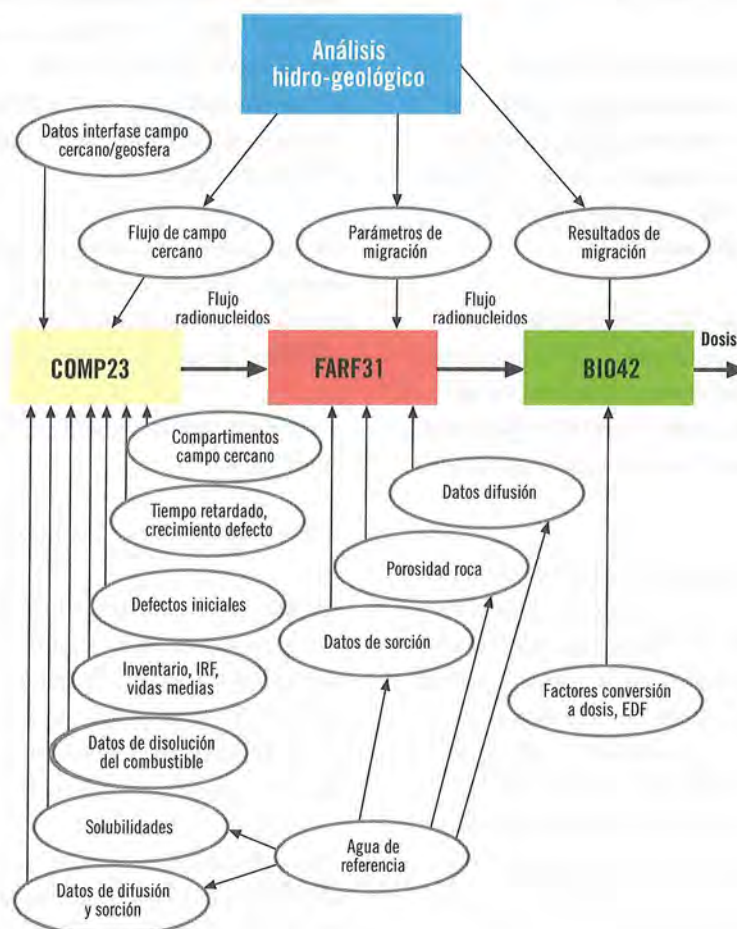 Análisis
hidro-geológico
Datos interfase campo
cercano/geosfera
Flujo de campo
cercano
Parámetros de
migración
Resultados de
migración
Flujo
radionucleidos
Flujo
radionucleidos
Dosis
COMP23
FARF31
BIO42
Compartimentos
campo cercano
Datos difusión
Tiempo retardado,
crecimiento defecto
Porosidad roca
Defectos iniciales
Datos de sorción
Inventario, IRF,
vidas medias
Factores conversión
a dosis, EDF
Datos de disolución
del combustible
Solubilidades
Agua de
referencia
Datos de difusión
y sorción